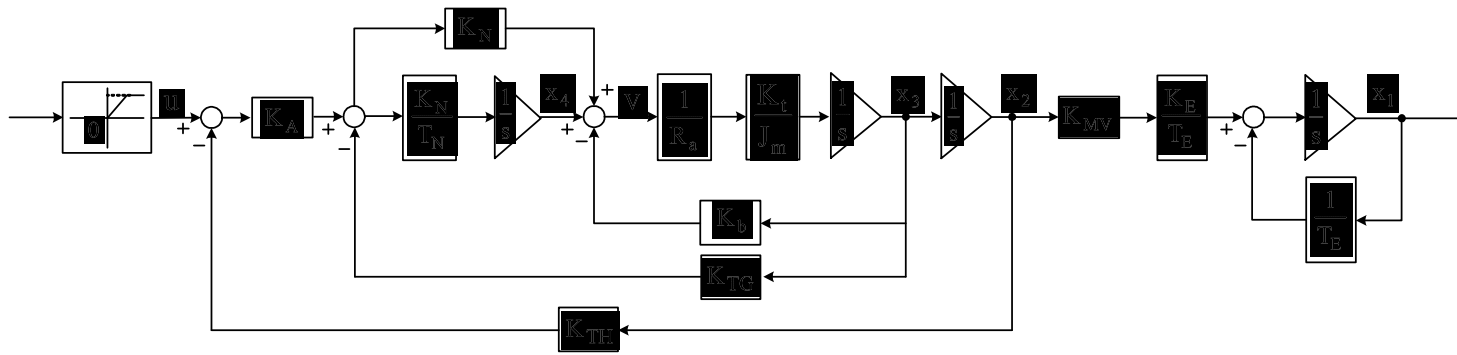 K_N
0
u
+
−
K_A
+
−
K_N
T_N
1
s
x_4
+
+
−
V
1
R_a
K_t
J_m
1
s
x_3
1
s
x_2
K_MV
K_E
T_E
+
−
1
s
x_1
1
T_E
K_b
K_TG
K_TH